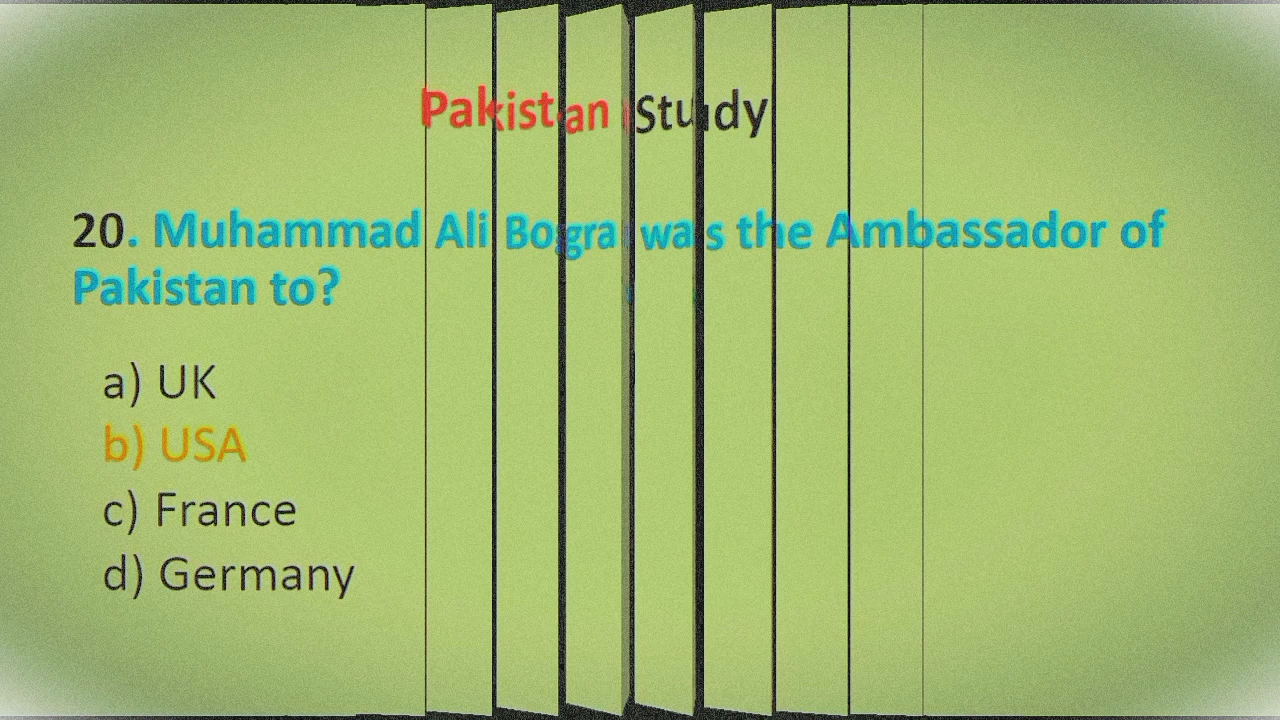 Pakistan Study
20. Muhammad Ali Bogra was the Ambassador of
Pakistan to?
a) UK
b) USA
c) France
d) Germany